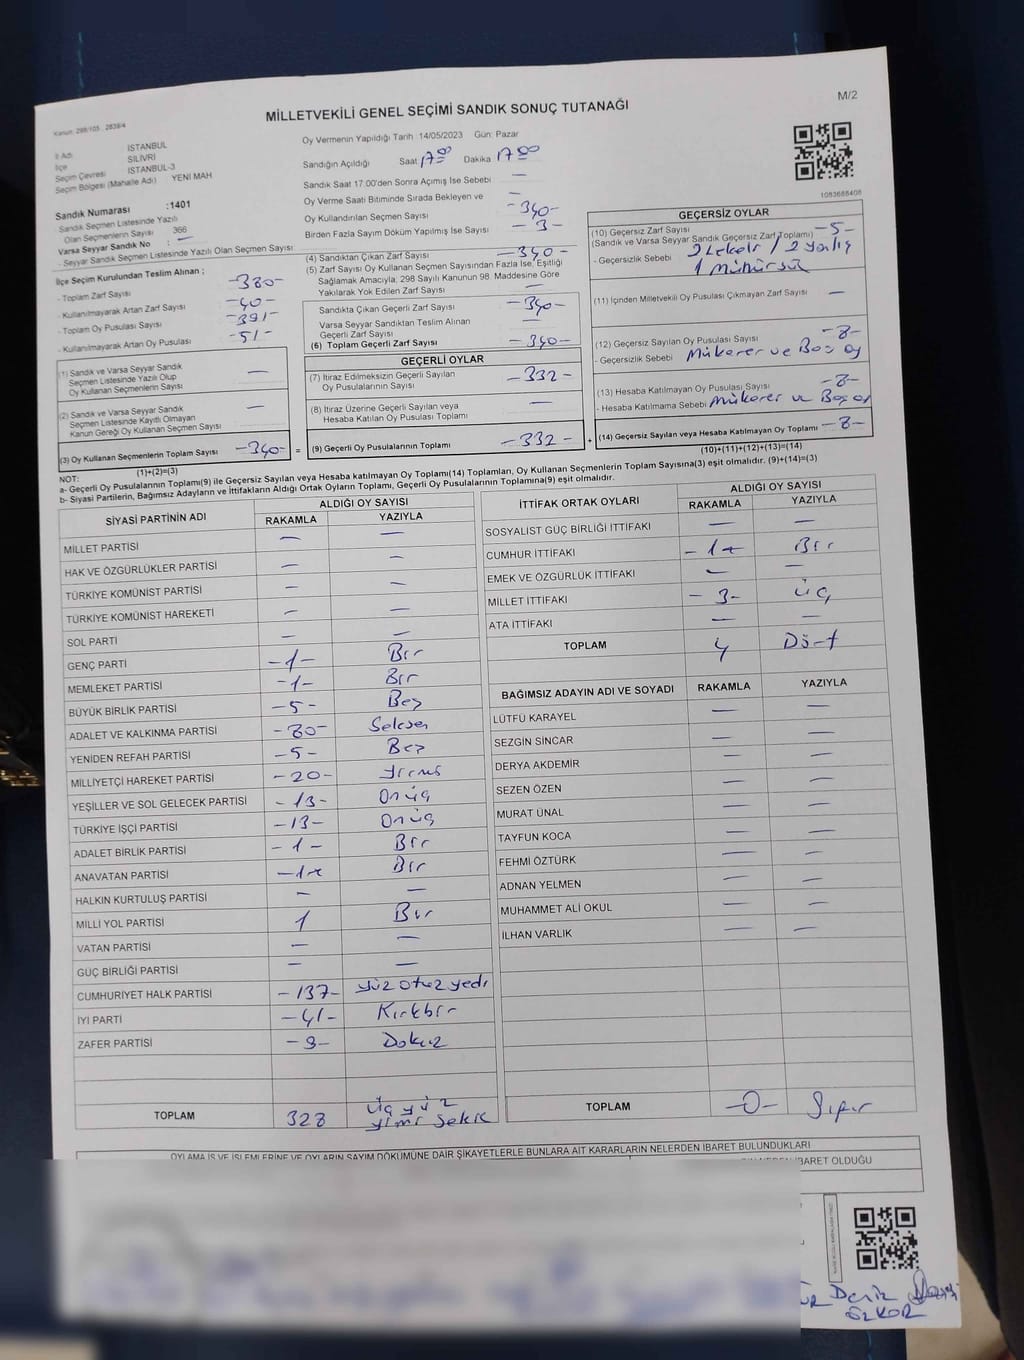 MİLLETVEKİLİ GENEL SEÇİMİ SANDIK SONUÇ TUTANAĞI
M/2
Kanun: 298/105 2839/4
İl Adı İSTANBUL
İlçe SİLİVRİ
Seçim Çevresi İSTANBUL-3
Seçim Bölgesi (Mahalle Adı) YENİ MAH
Sandık Numarası :1401
Sandık Seçmen Listesinde Yazılı
Olan Seçmenlerin Sayısı 366
Varsa Seyyar Sandık No : —
- Seyyar Sandık Seçmen Listesinde Yazılı Olan Seçmen Sayısı
Oy Vermenin Yapıldığı Tarih :14/05/2023 Gün: Pazar
Sandığın Açıldığı Saat 17:00 Dakika 17:00
Sandık Saat 17:00'den Sonra Açılmış İse Sebebi —
Oy Verme Saati Bitiminde Sırada Bekleyen ve —
Oy Kullandırılan Seçmen Sayısı -340-
Birden Fazla Sayım Döküm Yapılmış İse Sayısı -3-
1083688408
İlçe Seçim Kurulundan Teslim Alınan ;
- Toplam Zarf Sayısı -380-
- Kullanılmayarak Artan Zarf Sayısı -40-
- Toplam Oy Pusulası Sayısı -391-
- Kullanılmayarak Artan Oy Pusulası -51-
(1) Sandık ve Varsa Seyyar Sandık
Seçmen Listesinde Yazılı Olup
Oy Kullanan Seçmenlerin Sayısı —
(2) Sandık ve Varsa Seyyar Sandık
Seçmen Listesinde Kayıtlı Olmayan
Kanun Gereği Oy Kullanan Seçmen Sayısı —
(3) Oy Kullanan Seçmenlerin Toplam Sayısı -340- =
(1)+(2)=(3)
(4) Sandıktan Çıkan Zarf Sayısı -340-
(5) Zarf Sayısı Oy Kullanan Seçmen Sayısından Fazla İse, Eşitliği
Sağlamak Amacıyla; 298 Sayılı Kanunun 98. Maddesine Göre
Yakılarak Yok Edilen Zarf Sayısı —
Sandıkta Çıkan Geçerli Zarf Sayısı -340-
Varsa Seyyar Sandıktan Teslim Alınan
Geçerli Zarf Sayısı —
(6) Toplam Geçerli Zarf Sayısı -340-
GEÇERLİ OYLAR
(7) İtiraz Edilmeksizin Geçerli Sayılan
Oy Pusulalarının Sayısı -332-
(8) İtiraz Üzerine Geçerli Sayılan veya
Hesaba Katılan Oy Pusulası Toplamı —
(9) Geçerli Oy Pusulalarının Toplamı -332- +
GEÇERSİZ OYLAR
(10) Geçersiz Zarf Sayısı
(Sandık ve Varsa Seyyar Sandık Geçersiz Zarf Toplamı) -5-
- Geçersizlik Sebebi 2 Lekeli / 2 yanlış
1 Mühürsüz
(11) İçinden Milletvekili Oy Pusulası Çıkmayan Zarf Sayısı —
(12) Geçersiz Sayılan Oy Pusulası Sayısı -8-
- Geçersizlik Sebebi Mükerer ve Boş oy
(13) Hesaba Katılmayan Oy Pusulası Sayısı -8-
- Hesaba Katılmama Sebebi Mükerer ve Boş oy
(14) Geçersiz Sayılan veya Hesaba Katılmayan Oy Toplamı -8-
(10)+(11)+(12)+(13)=(14)
NOT:
a- Geçerli Oy Pusulalarının Toplamı(9) ile Geçersiz Sayılan veya Hesaba katılmayan Oy Toplamı(14) Toplamları, Oy Kullanan Seçmenlerin Toplam Sayısına(3) eşit olmalıdır. (9)+(14)=(3)
b- Siyasi Partilerin, Bağımsız Adayların ve İttifakların Aldığı Ortak Oyların Toplamı, Geçerli Oy Pusulalarının Toplamına(9) eşit olmalıdır.
SİYASİ PARTİNİN ADI ALDIĞI OY SAYISI
RAKAMLA YAZIYLA
MİLLET PARTİSİ — —
HAK VE ÖZGÜRLÜKLER PARTİSİ — —
TÜRKİYE KOMÜNİST PARTİSİ — —
TÜRKİYE KOMÜNİST HAREKETİ — —
SOL PARTİ — —
GENÇ PARTİ -1- Bir
MEMLEKET PARTİSİ -1- Bir
BÜYÜK BİRLİK PARTİSİ -5- Beş
ADALET VE KALKINMA PARTİSİ -80- Seksen
YENİDEN REFAH PARTİSİ -5- Beş
MİLLİYETÇİ HAREKET PARTİSİ -20- Yirmi
YEŞİLLER VE SOL GELECEK PARTİSİ -13- Onüç
TÜRKİYE İŞÇİ PARTİSİ -13- Onüç
ADALET BİRLİK PARTİSİ -1- Bir
ANAVATAN PARTİSİ -1- Bir
HALKIN KURTULUŞ PARTİSİ — —
MİLLİ YOL PARTİSİ 1 Bir
VATAN PARTİSİ — —
GÜÇ BİRLİĞİ PARTİSİ — —
CUMHURİYET HALK PARTİSİ -137- yüz otuz yedi
İYİ PARTİ -41- Kırkbir
ZAFER PARTİSİ -9- Dokuz
TOPLAM 328 Üç yüz
yirmi Sekiz
İTTİFAK ORTAK OYLARI ALDIĞI OY SAYISI
RAKAMLA YAZIYLA
SOSYALİST GÜÇ BİRLİĞİ İTTİFAKI — —
CUMHUR İTTİFAKI -1- Bir
EMEK VE ÖZGÜRLÜK İTTİFAKI — —
MİLLET İTTİFAKI -3- Üç
ATA İTTİFAKI — —
TOPLAM 4 Dört
BAĞIMSIZ ADAYIN ADI VE SOYADI RAKAMLA YAZIYLA
LÜTFÜ KARAYEL — —
SEZGİN SİNCAR — —
DERYA AKDEMİR — —
SEZEN ÖZEN — —
MURAT ÜNAL — —
TAYFUN KOCA — —
FEHMİ ÖZTÜRK — —
ADNAN YELMEN — —
MUHAMMET ALİ OKUL — —
İLHAN VARLIK — —
TOPLAM -0- Sıfır
OYLAMA İŞ VE İŞLEMLERİNE VE OYLARIN SAYIM DÖKÜMÜNE DAİR ŞİKAYETLERLE BUNLARA AİT KARARLARIN NELERDEN İBARET BULUNDUKLARI
İBARET OLDUĞU
Deniz
ÖZKOR